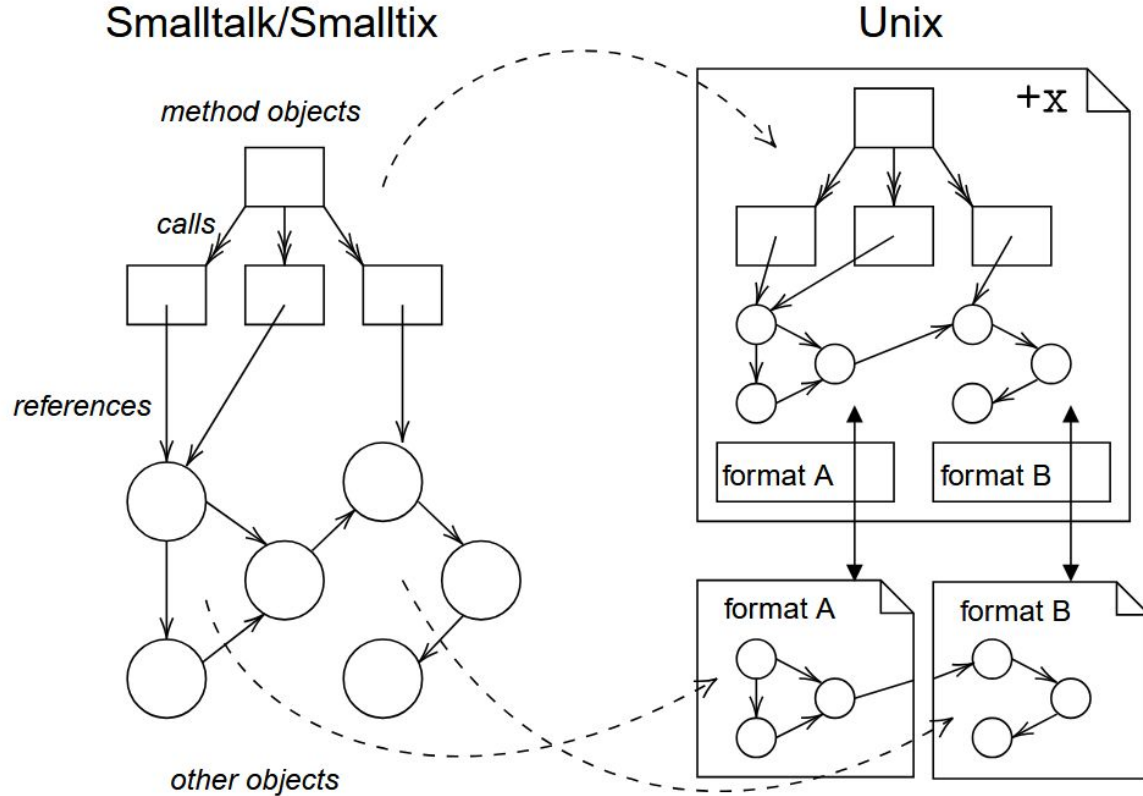 Smalltalk/Smalltix
Unix
method objects
+x
calls
references
format A
format B
format A
format B
other objects